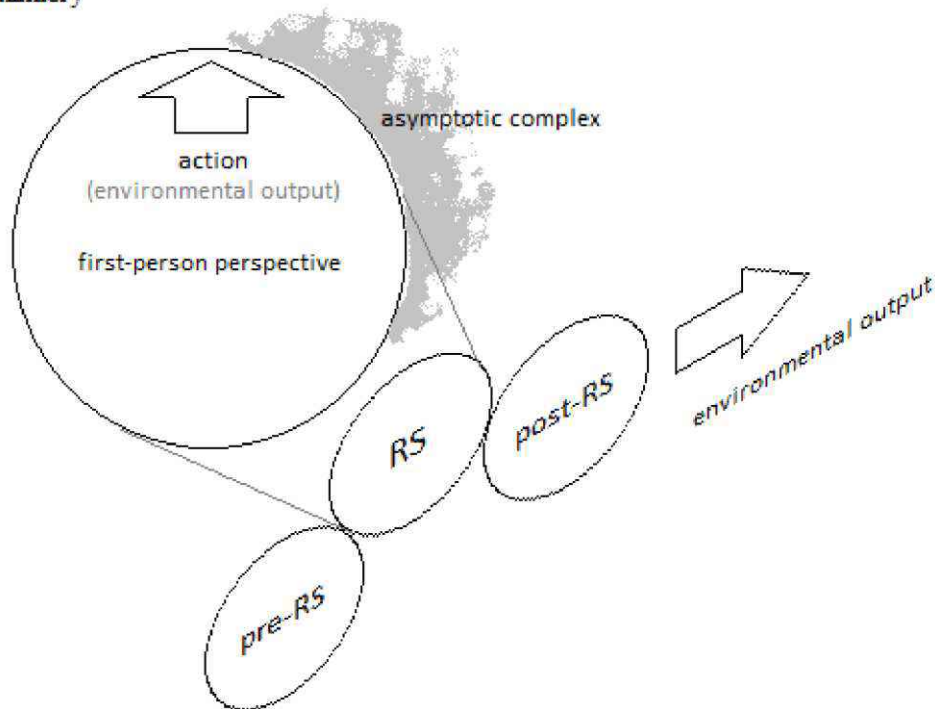 asymptotic complex
action
(environmental output)
first-person perspective
environmental output
post-RS
RS
pre-RS